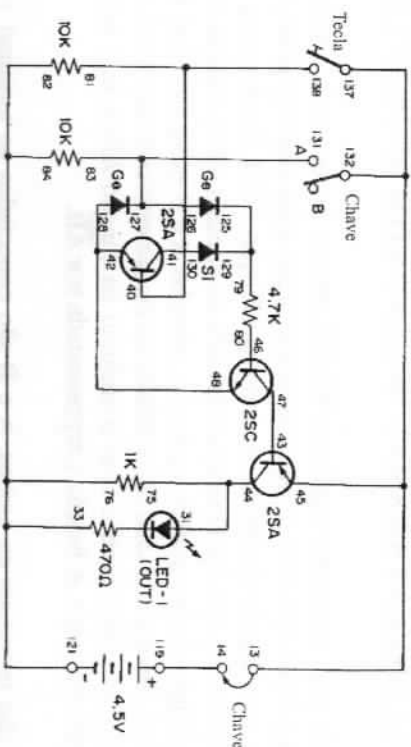 Tecla
137
138
Chave
132
131
A
B
10K
81
82
10K
83
84
Ge
127
128
Ge
125
126
2SA
41
42
40
Si
129
130
4.7K
79
80
46
47
48
2SC
43
44
45
2SA
1K
75
76
31
33
LED-1
(OUT)
470Ω
Chave
13
14
119
121
+
-
4.5V